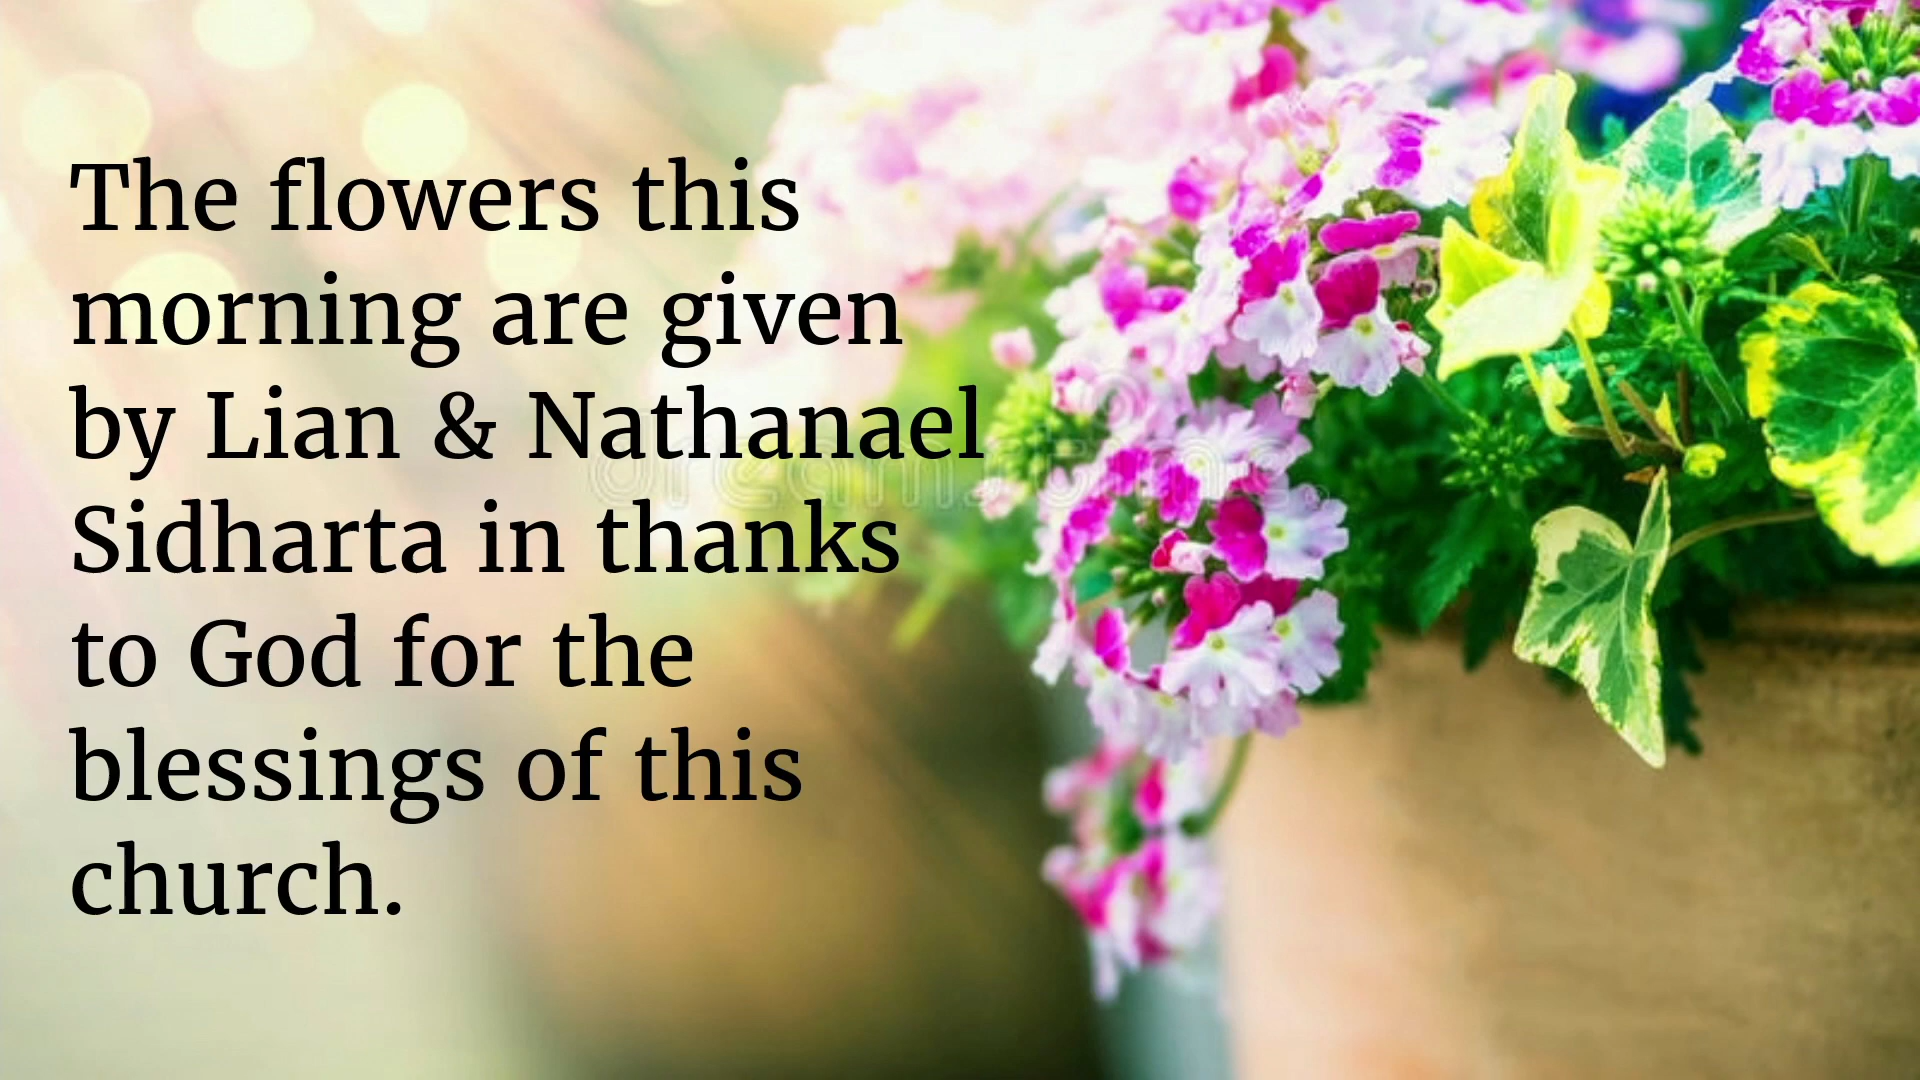 The flowers this
morning are given
by Lian & Nathanael
Sidharta in thanks
to God for the
blessings of this
church.
dreamstime.